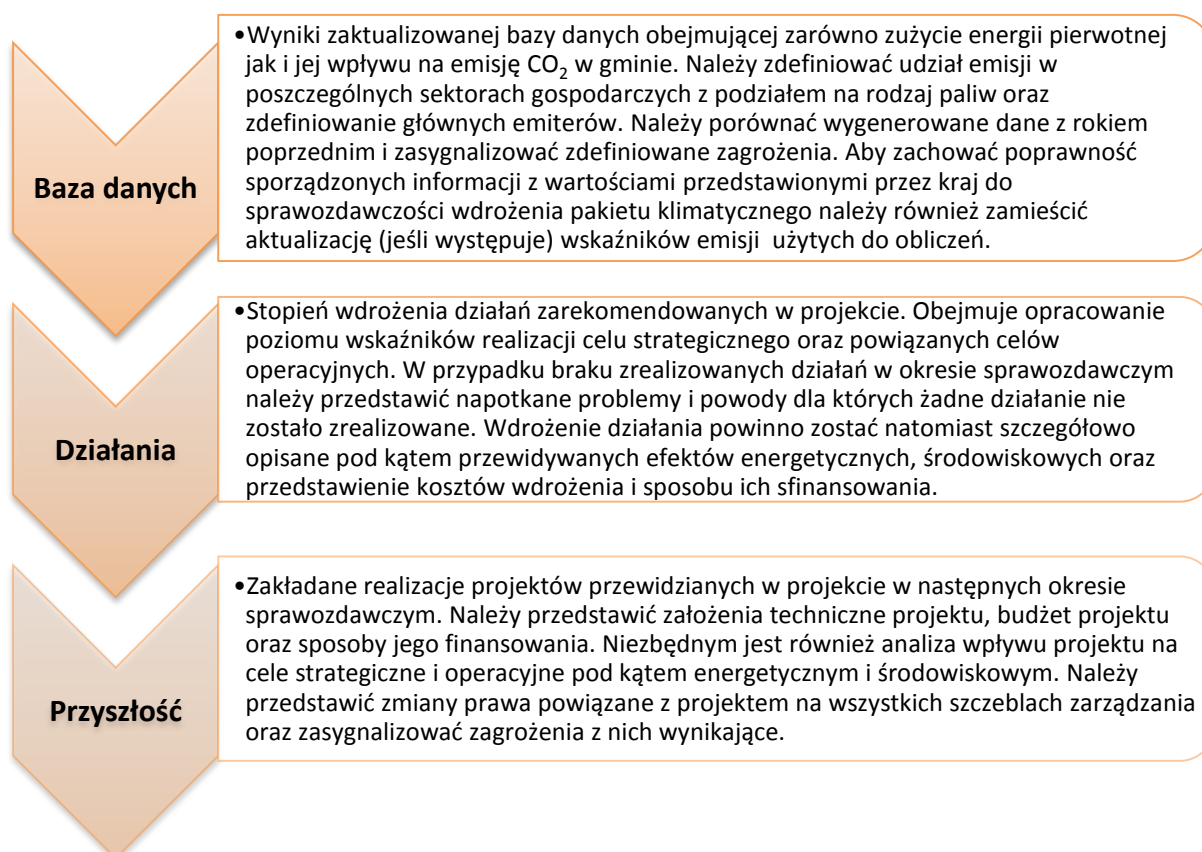 Baza danych
•Wyniki zaktualizowanej bazy danych obejmującej zarówno zużycie energii pierwotnej
jak i jej wpływu na emisję CO₂ w gminie. Należy zdefiniować udział emisji w
poszczególnych sektorach gospodarczych z podziałem na rodzaj paliw oraz
zdefiniowanie głównych emiterów. Należy porównać wygenerowane dane z rokiem
poprzednim i zasygnalizować zdefiniowane zagrożenia. Aby zachować poprawność
sporządzonych informacji z wartościami przedstawionymi przez kraj do
sprawozdawczości wdrożenia pakietu klimatycznego należy również zamieścić
aktualizację (jeśli występuje) wskaźników emisji użytych do obliczeń.
Działania
•Stopień wdrożenia działań zarekomendowanych w projekcie. Obejmuje opracowanie
poziomu wskaźników realizacji celu strategicznego oraz powiązanych celów
operacyjnych. W przypadku braku zrealizowanych działań w okresie sprawozdawczym
należy przedstawić napotkane problemy i powody dla których żadne działanie nie
zostało zrealizowane. Wdrożenie działania powinno zostać natomiast szczegółowo
opisane pod kątem przewidywanych efektów energetycznych, środowiskowych oraz
przedstawienie kosztów wdrożenia i sposobu ich sfinansowania.
Przyszłość
•Zakładane realizacje projektów przewidzianych w projekcie w następnych okresie
sprawozdawczym. Należy przedstawić założenia techniczne projektu, budżet projektu
oraz sposoby jego finansowania. Niezbędnym jest również analiza wpływu projektu na
cele strategiczne i operacyjne pod kątem energetycznym i środowiskowym. Należy
przedstawić zmiany prawa powiązane z projektem na wszystkich szczeblach zarządzania
oraz zasygnalizować zagrożenia z nich wynikające.